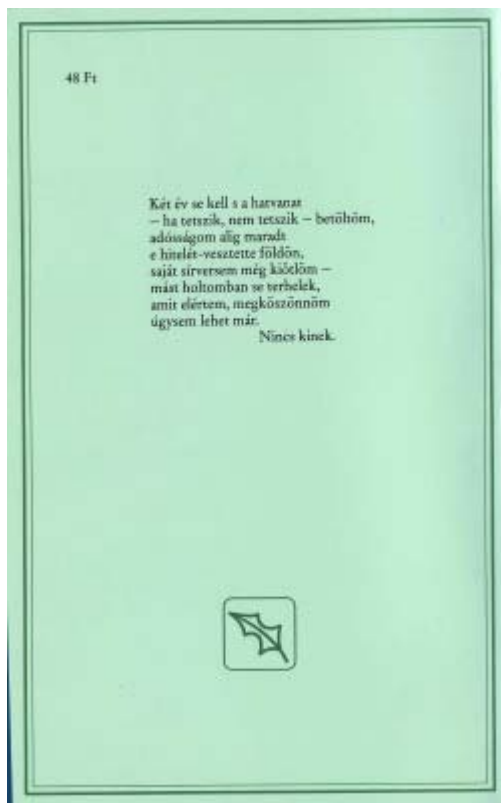 48 Ft
Két év se kell s a hatvanat
– ha tetszik, nem tetszik – betöltöm,
adósságom alig maradt
e hitelét-vesztette földön,
saját sírversem még kiötlöm –
mást holtomban se terhelek,
amit elértem, megköszönnöm
úgysem lehet már.
Nincs kinek.